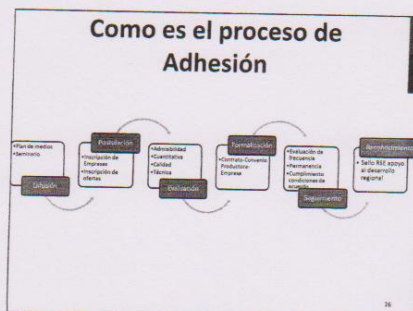 Como es el proceso de
Adhesión
•Plan de medios
•Seminario
Difusión
Postulación
•Inscripción de
Empresas
•Inscripción de
ofertas
•Admisibilidad
•Cuantitativa
•Calidad
•Técnica
Evaluación
Formalización
•Contrato-Convenio
Productora-
Empresa
•Evaluación de
frecuencia
•Permanencia
•Cumplimiento
condiciones de
acuerdo
Seguimiento
Reconocimiento
• Sello RSE apoyo
al desarrollo
regional
26